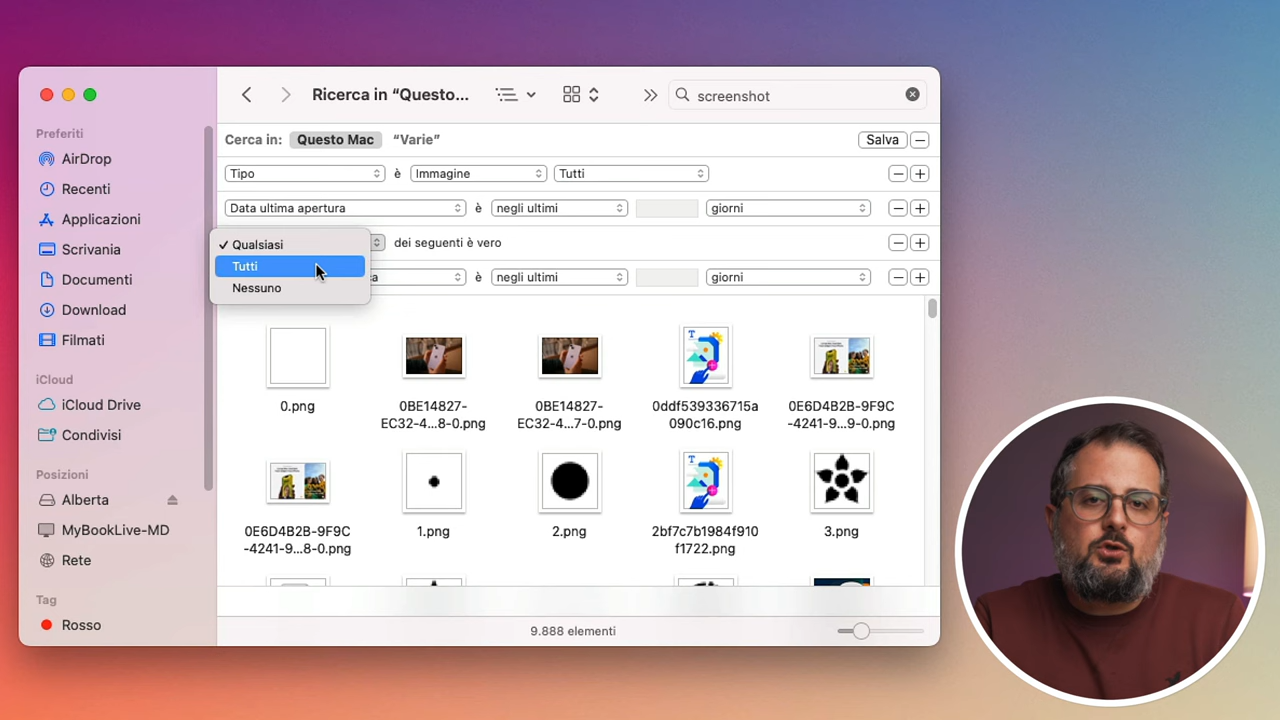 Ricerca in “Questo...
screenshot
Preferiti
AirDrop
Recenti
Applicazioni
Scrivania
Documenti
Download
Filmati
iCloud
iCloud Drive
Condivisi
Posizioni
Alberta
MyBookLive-MD
Rete
Tag
Rosso
Cerca in: Questo Mac “Varie” Salva
Tipo è Immagine Tutti
Data ultima apertura è negli ultimi giorni
Qualsiasi dei seguenti è vero
Tutti
Nessuno
è negli ultimi giorni
0.png
0BE14827-
EC32-4...8-0.png
0BE14827-
EC32-4...7-0.png
0ddf539336715a
090c16.png
0E6D4B2B-9F9C
-4241-9...9-0.png
0E6D4B2B-9F9C
-4241-9...8-0.png
1.png
2.png
2bf7c7b1984f910
f1722.png
3.png
9.888 elementi